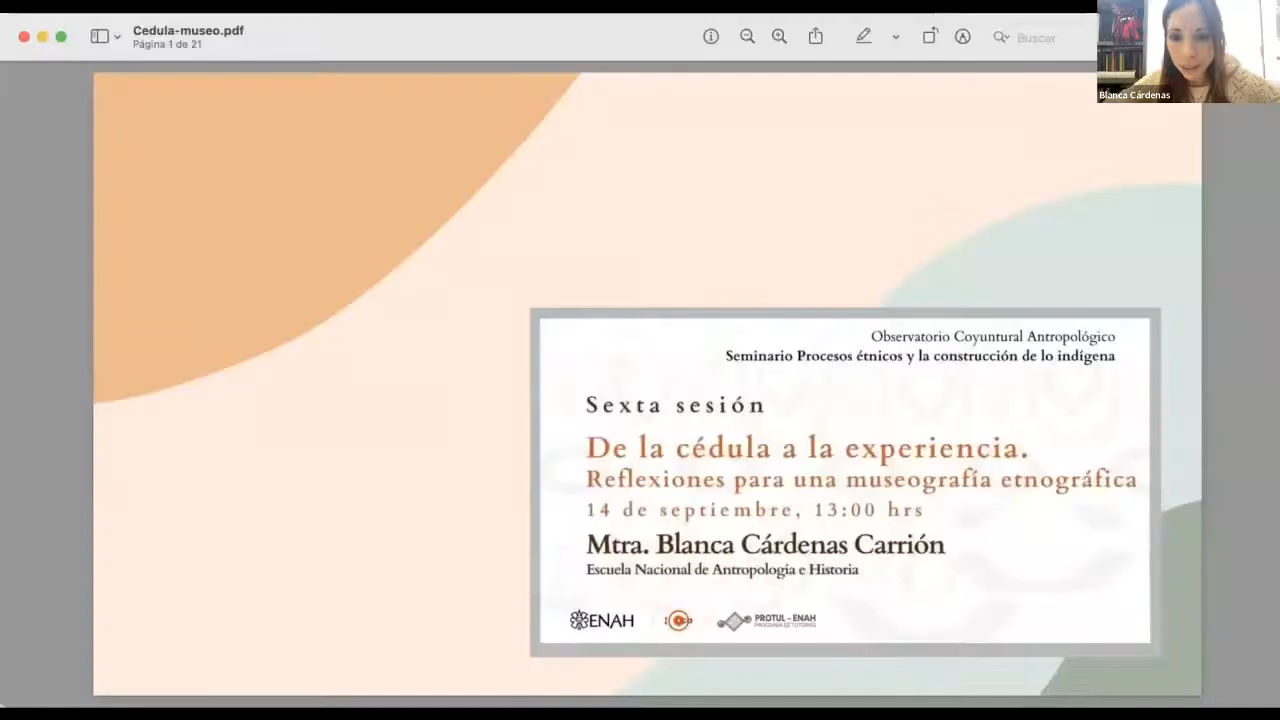 Cedula-museo.pdf
Página 1 de 21
Buscar
Blanca Cárdenas
Observatorio Coyuntural Antropológico
Seminario Procesos étnicos y la construcción de lo indígena
Sexta sesión
De la cédula a la experiencia.
Reflexiones para una museografía etnográfica
14 de septiembre, 13:00 hrs
Mtra. Blanca Cárdenas Carrión
Escuela Nacional de Antropología e Historia
ENAH
PROTUL - ENAH